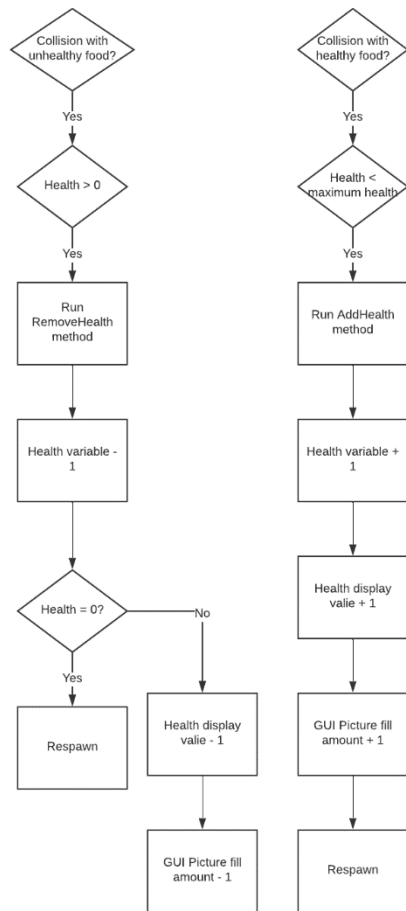 Collision with
unhealthy food?
Yes
Health > 0
Yes
Run
RemoveHealth
method
Health variable -
1
Health = 0?
No
Yes
Respawn
Health display
valie - 1
GUI Picture fill
amount - 1
Collision with
healthy food?
Yes
Health <
maximum health
Yes
Run AddHealth
method
Health variable +
1
Health display
valie + 1
GUI Picture fill
amount + 1
Respawn